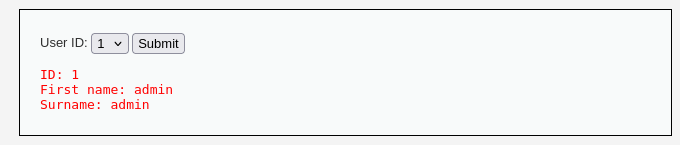 User ID: 1 Submit
ID: 1
First name: admin
Surname: admin